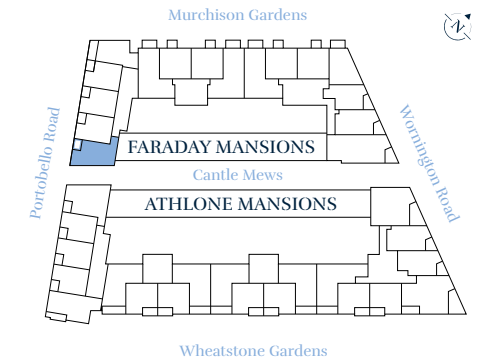 Murchison Gardens
N
Portobello Road
Wornington Road
FARADAY MANSIONS
Cantle Mews
ATHLONE MANSIONS
Wheatstone Gardens